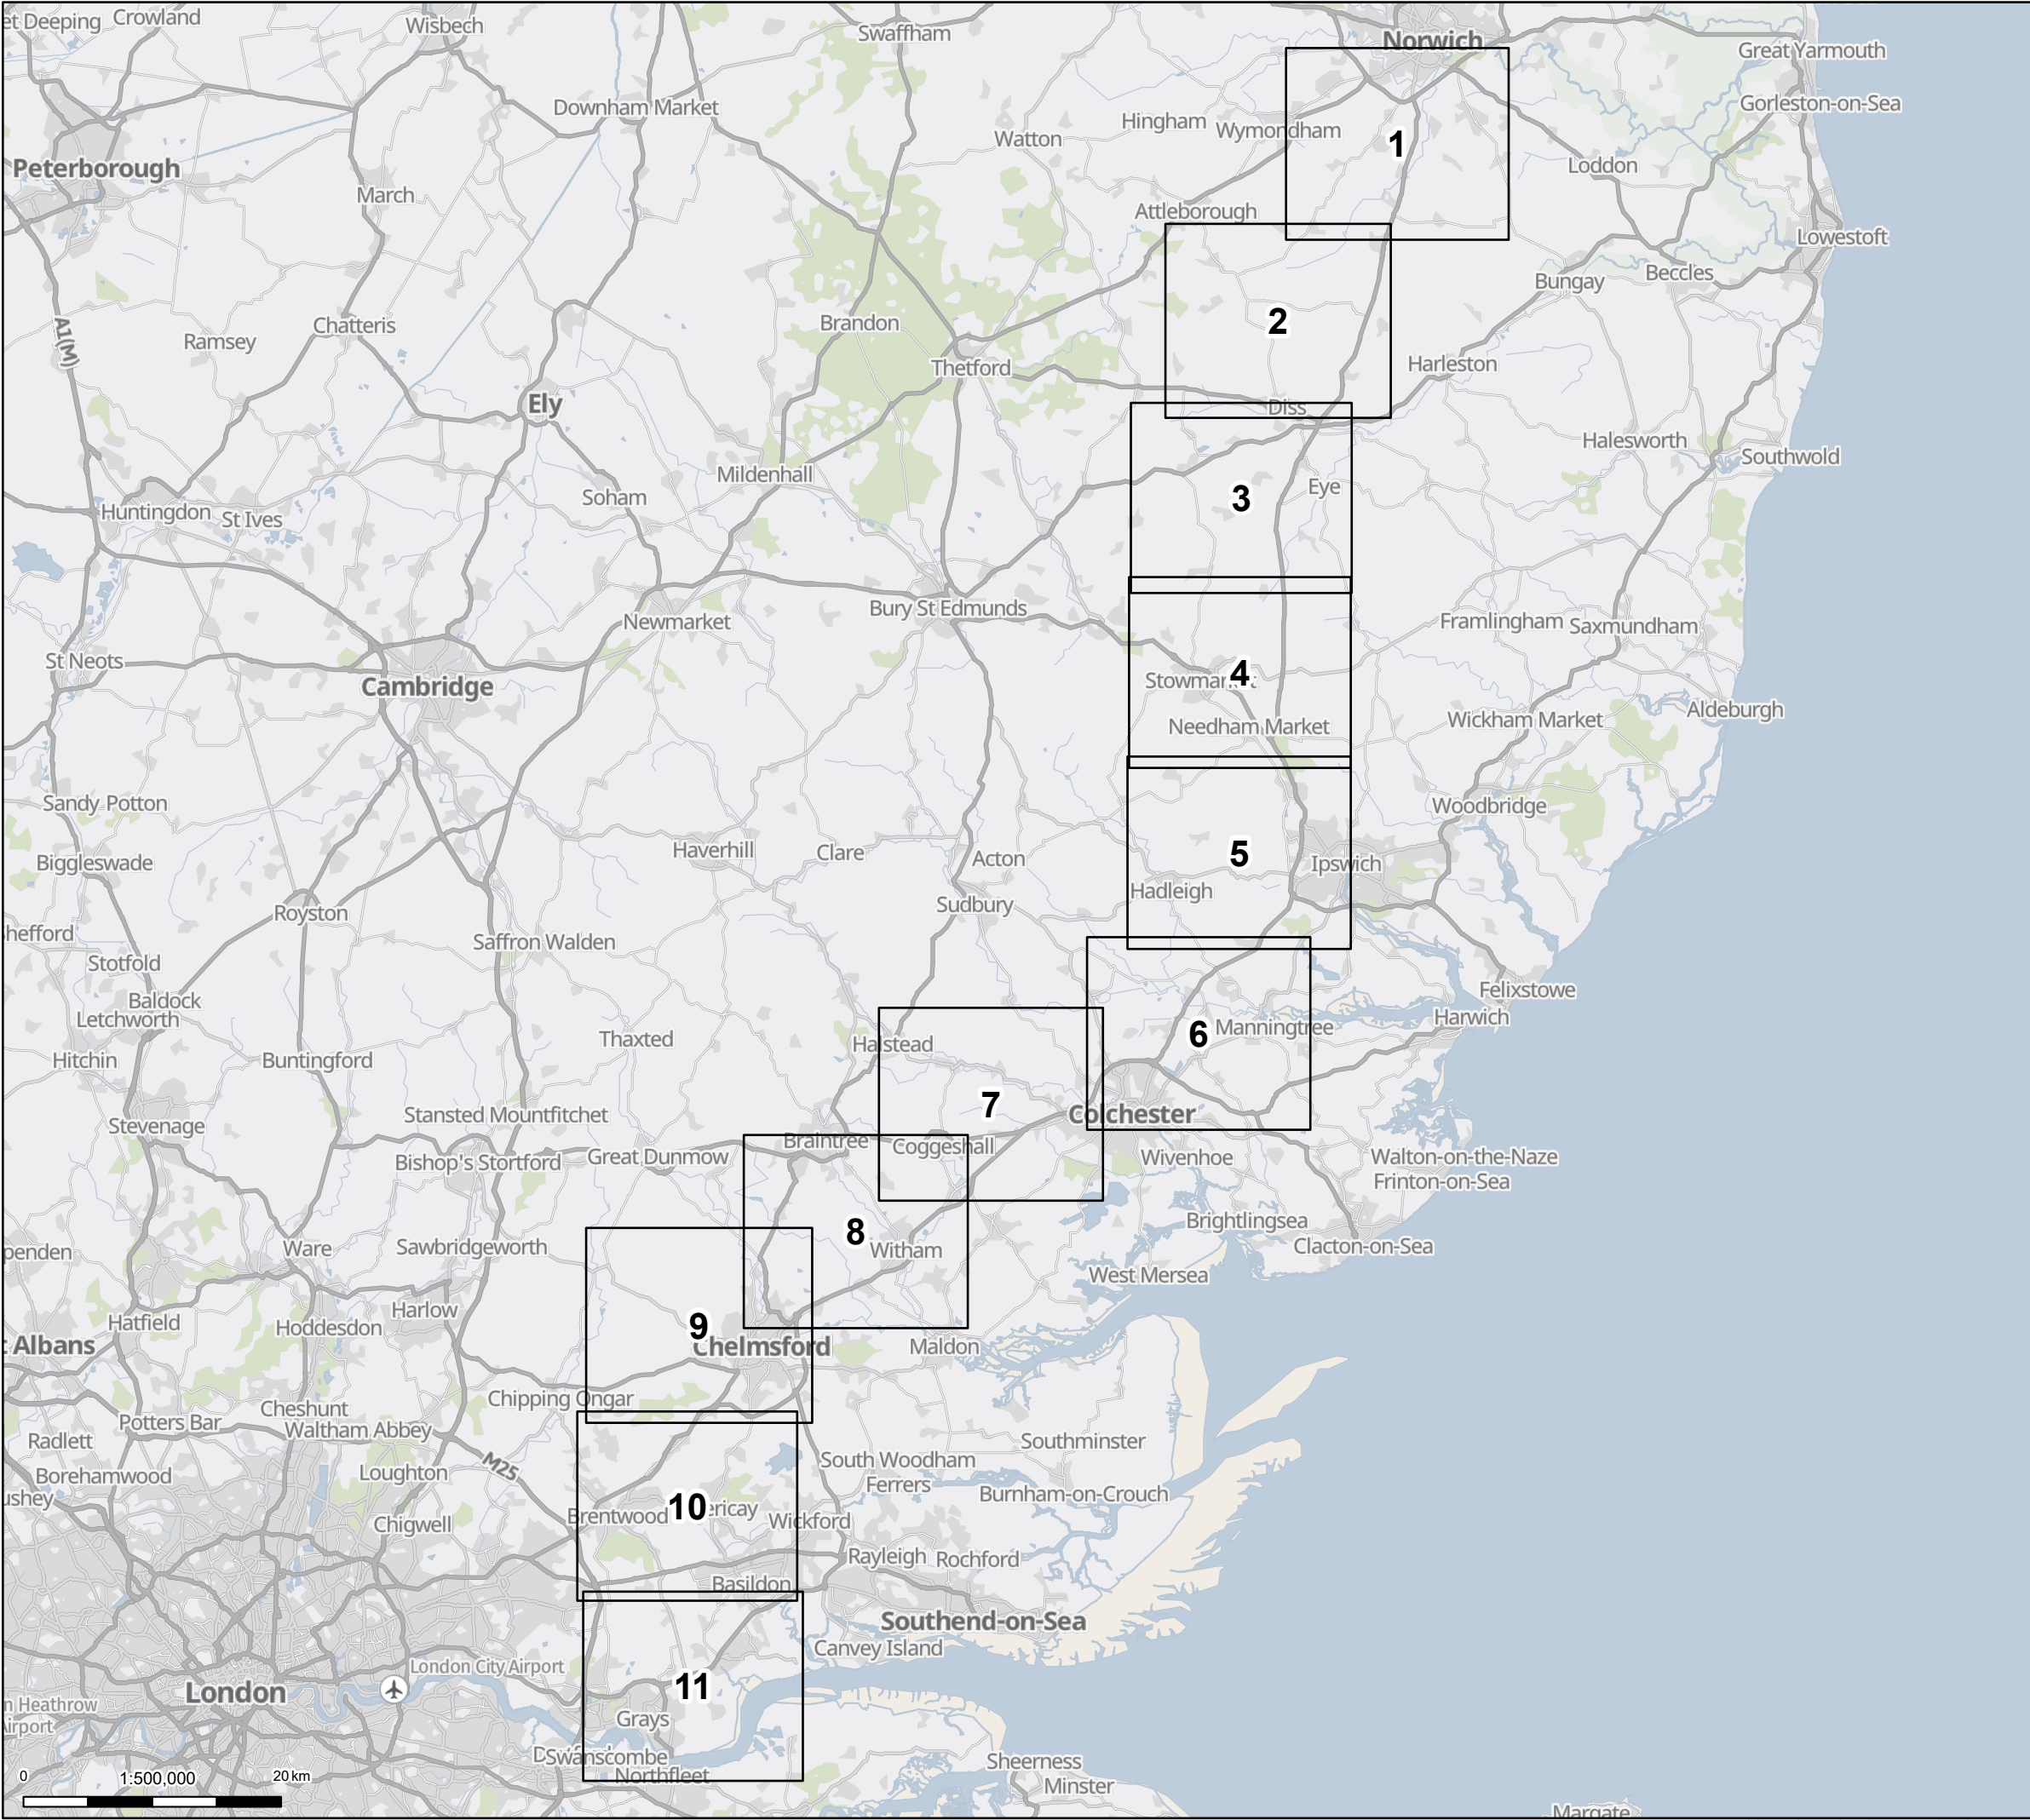 et Deeping
Crowland
Wisbech
Swaffham
Norwich
Great Yarmouth
Downham Market
Gorleston-on-Sea
Watton
Hingham
Wymondham
1
Peterborough
March
Loddon
Attleborough
Lowestoft
Beccles
Bungay
A1(M)
Ramsey
Chatteris
Brandon
2
Thetford
Harleston
Ely
Diss
Halesworth
Southwold
Mildenhall
Soham
Eye
3
Huntingdon
St Ives
Bury St Edmunds
Newmarket
Framlingham
Saxmundham
St Neots
Cambridge
Stowmarket
4
Needham Market
Wickham Market
Aldeburgh
Sandy Potton
Woodbridge
Biggleswade
Haverhill
Clare
Acton
5
Ipswich
Hadleigh
Royston
Sudbury
hefford
Saffron Walden
Stotfold
Baldock
Letchworth
Felixstowe
Harwich
6
Manningtree
Hitchin
Buntingford
Thaxted
Halstead
7
Colchester
Stansted Mountfitchet
Stevenage
Braintree
Coggeshall
Bishop's Stortford
Great Dunmow
Wivenhoe
Walton-on-the-Naze
Frinton-on-Sea
8
Brightlingsea
penden
Ware
Sawbridgeworth
Witham
Clacton-on-Sea
West Mersea
Harlow
Hatfield
Hoddesdon
9
Chelmsford
Maldon
t Albans
Chipping Ongar
Cheshunt
Potters Bar
Waltham Abbey
Radlett
Southminster
M25
Borehamwood
Loughton
South Woodham
Ferrers
ushey
Burnham-on-Crouch
Chigwell
Brentwood
10
ericay
Wickford
Rayleigh
Rochford
Basildon
Southend-on-Sea
Canvey Island
London City Airport
London
11
n Heathrow
Airport
Grays
Swanscombe
Northfleet
Sheerness
Minster
Margate
0
1:500,000
20 km